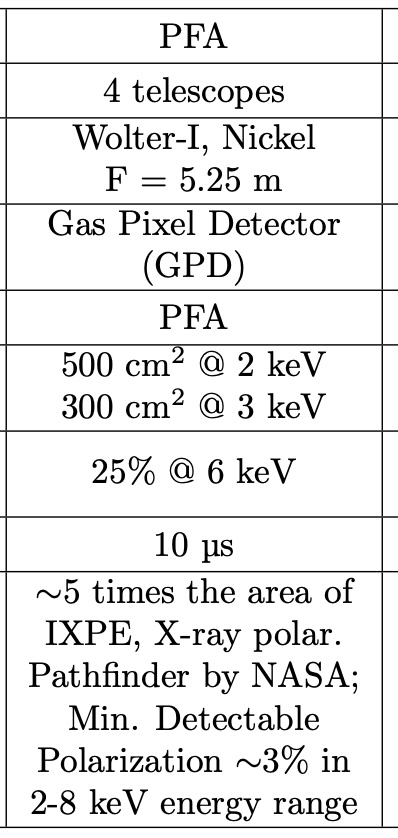 PFA
4 telescopes
Wolter-I, Nickel
F = 5.25 m
Gas Pixel Detector
(GPD)
PFA
500 cm² @ 2 keV
300 cm² @ 3 keV
25% @ 6 keV
10 µs
∼5 times the area of
IXPE, X-ray polar.
Pathfinder by NASA;
Min. Detectable
Polarization ∼3% in
2-8 keV energy range